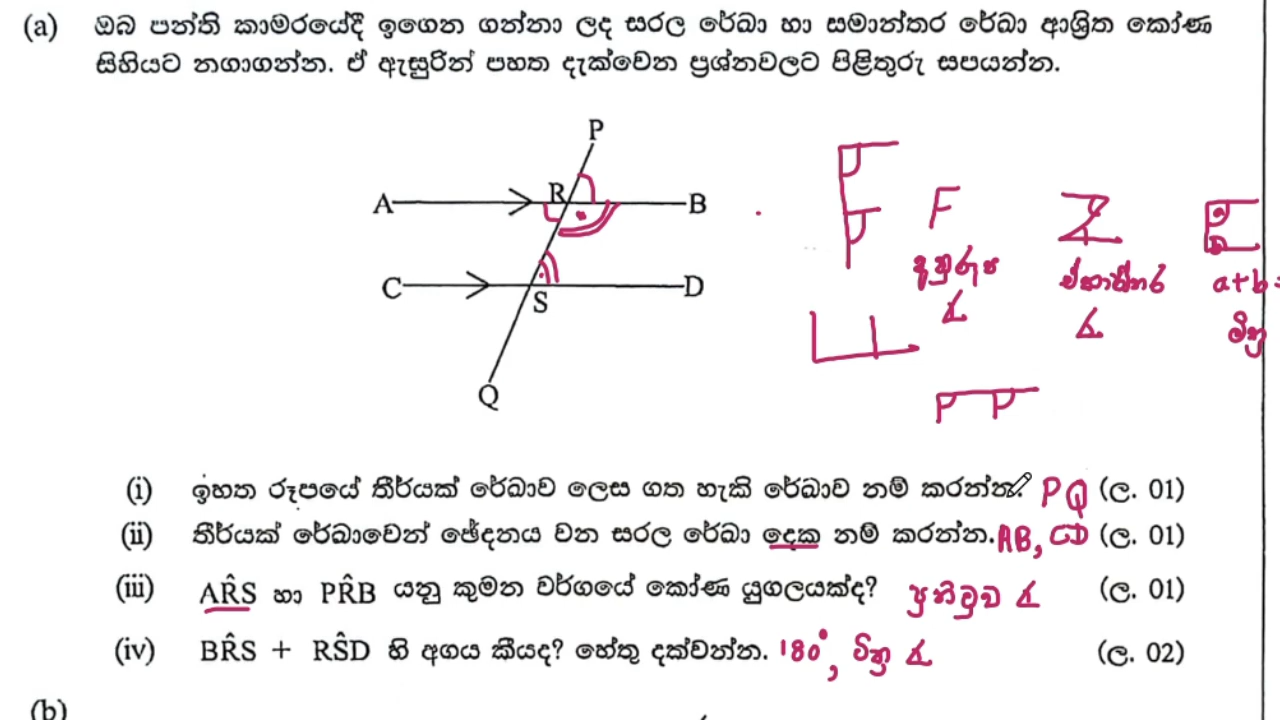 (a) ඔබ පන්ති කාමරයේදී ඉගෙන ගන්නා ලද සරල රේඛා හා සමාන්තර රේඛා ආශ්‍රිත කෝණ
සිහියට නගාගන්න. ඒ ඇසුරින් පහත දැක්වෙන ප්‍රශ්නවලට පිළිතුරු සපයන්න.
P
A R B
C S D
Q
F
අනුරූප
∠
Z
ඒකාන්තර
∠
a b
a+b=
මිත්‍ර
(i) ඉහත රූපයේ තීර්යක් රේඛාව ලෙස ගත හැකි රේඛාව නම් කරන්න. PQ (ල. 01)
(ii) තීර්යක් රේඛාවෙන් ඡේදනය වන සරල රේඛා දෙක නම් කරන්න. AB, CD (ල. 01)
(iii) AR̂S හා PR̂B යනු කුමන වර්ගයේ කෝණ යුගලයක්ද? ප්‍රතිමුඛ ∠ (ල. 01)
(iv) BR̂S + RŜD හි අගය කීයද? හේතු දක්වන්න. 180°, මිත්‍ර ∠ (ල. 02)
(b)